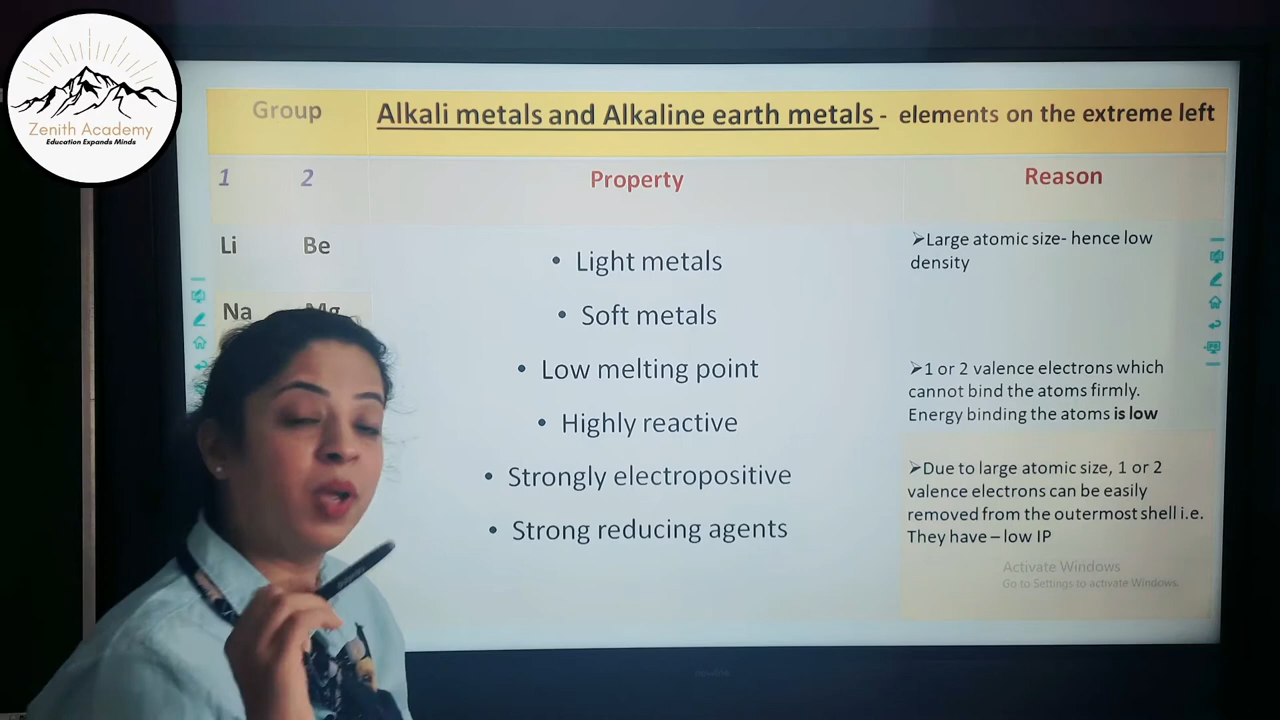 Zenith Academy
Education Expands Minds
Group
Alkali metals and Alkaline earth metals - elements on the extreme left
1 2
Property
Reason
Li Be
Na Mg
• Light metals
• Soft metals
• Low melting point
• Highly reactive
• Strongly electropositive
• Strong reducing agents
➢Large atomic size- hence low
density
➢1 or 2 valence electrons which
cannot bind the atoms firmly.
Energy binding the atoms is low
➢Due to large atomic size, 1 or 2
valence electrons can be easily
removed from the outermost shell i.e.
They have – low IP
Activate Windows
Go to Settings to activate Windows.